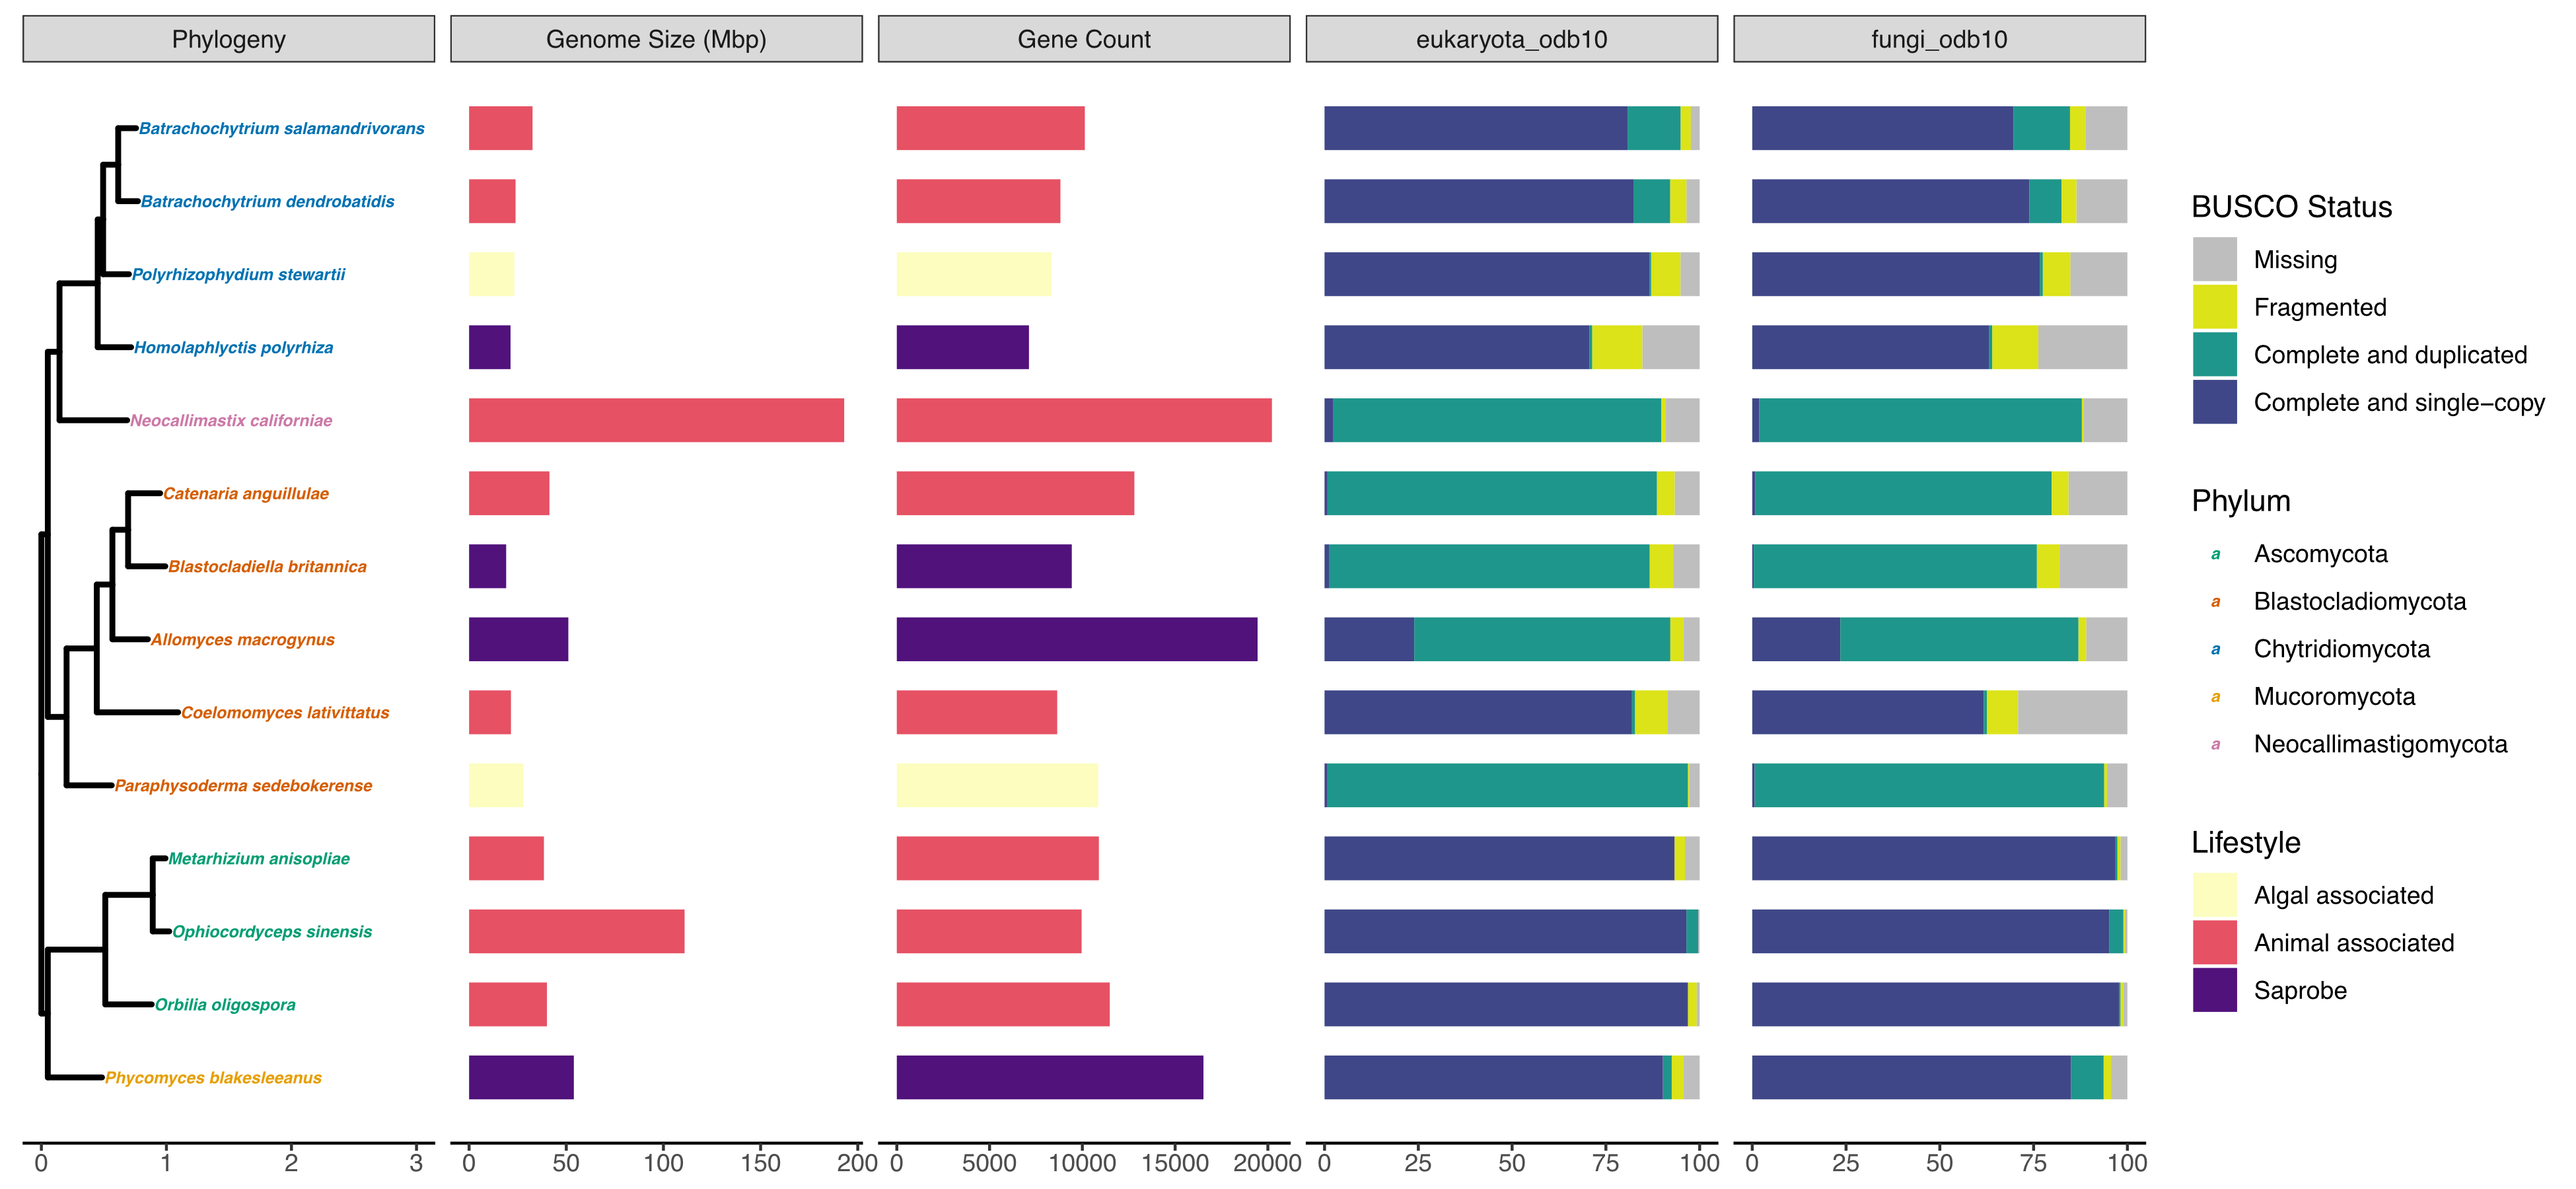 Phylogeny
Genome Size (Mbp)
Gene Count
eukaryota_odb10
fungi_odb10
Batrachochytrium salamandrivorans
Batrachochytrium dendrobatidis
Polyrhizophydium stewartii
Homolaphlyctis polyrhiza
Neocallimastix californiae
Catenaria anguillulae
Blastocladiella britannica
Allomyces macrogynus
Coelomomyces lativittatus
Paraphysoderma sedebokerense
Metarhizium anisopliae
Ophiocordyceps sinensis
Orbilia oligospora
Phycomyces blakesleeanus
0 1 2 3
0 50 100 150 200
0 5000 10000 15000 20000
0 25 50 75 100
0 25 50 75 100
BUSCO Status
Missing
Fragmented
Complete and duplicated
Complete and single−copy
Phylum
a Ascomycota
a Blastocladiomycota
a Chytridiomycota
a Mucoromycota
a Neocallimastigomycota
Lifestyle
Algal associated
Animal associated
Saprobe